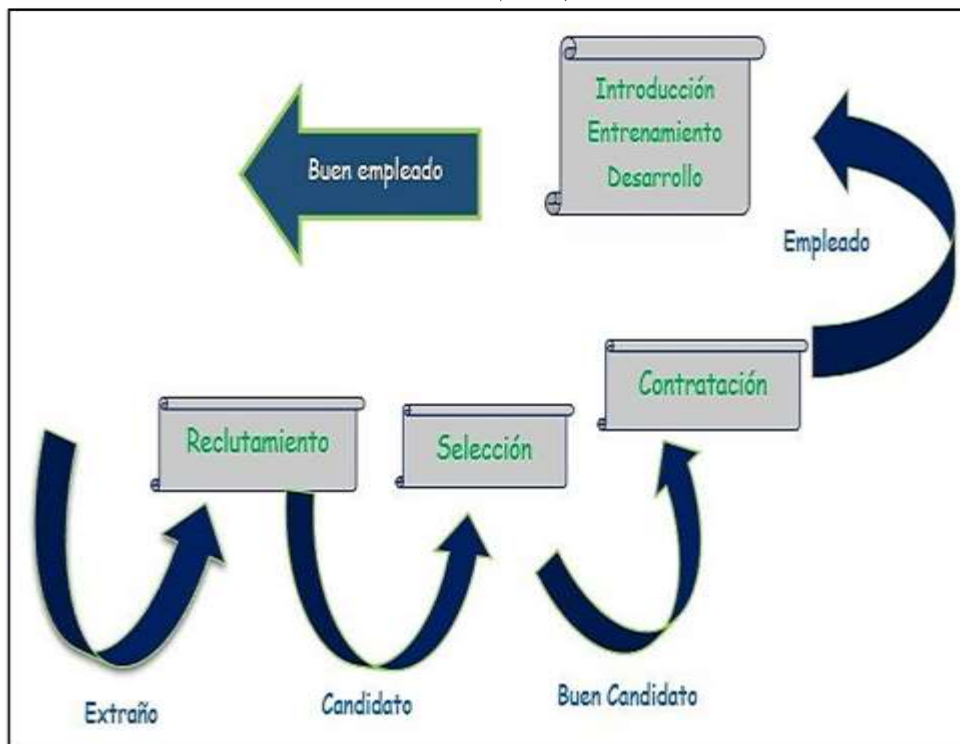 Introducción
Entrenamiento
Desarrollo
Buen empleado
Empleado
Contratación
Reclutamiento
Selección
Extraño
Candidato
Buen Candidato